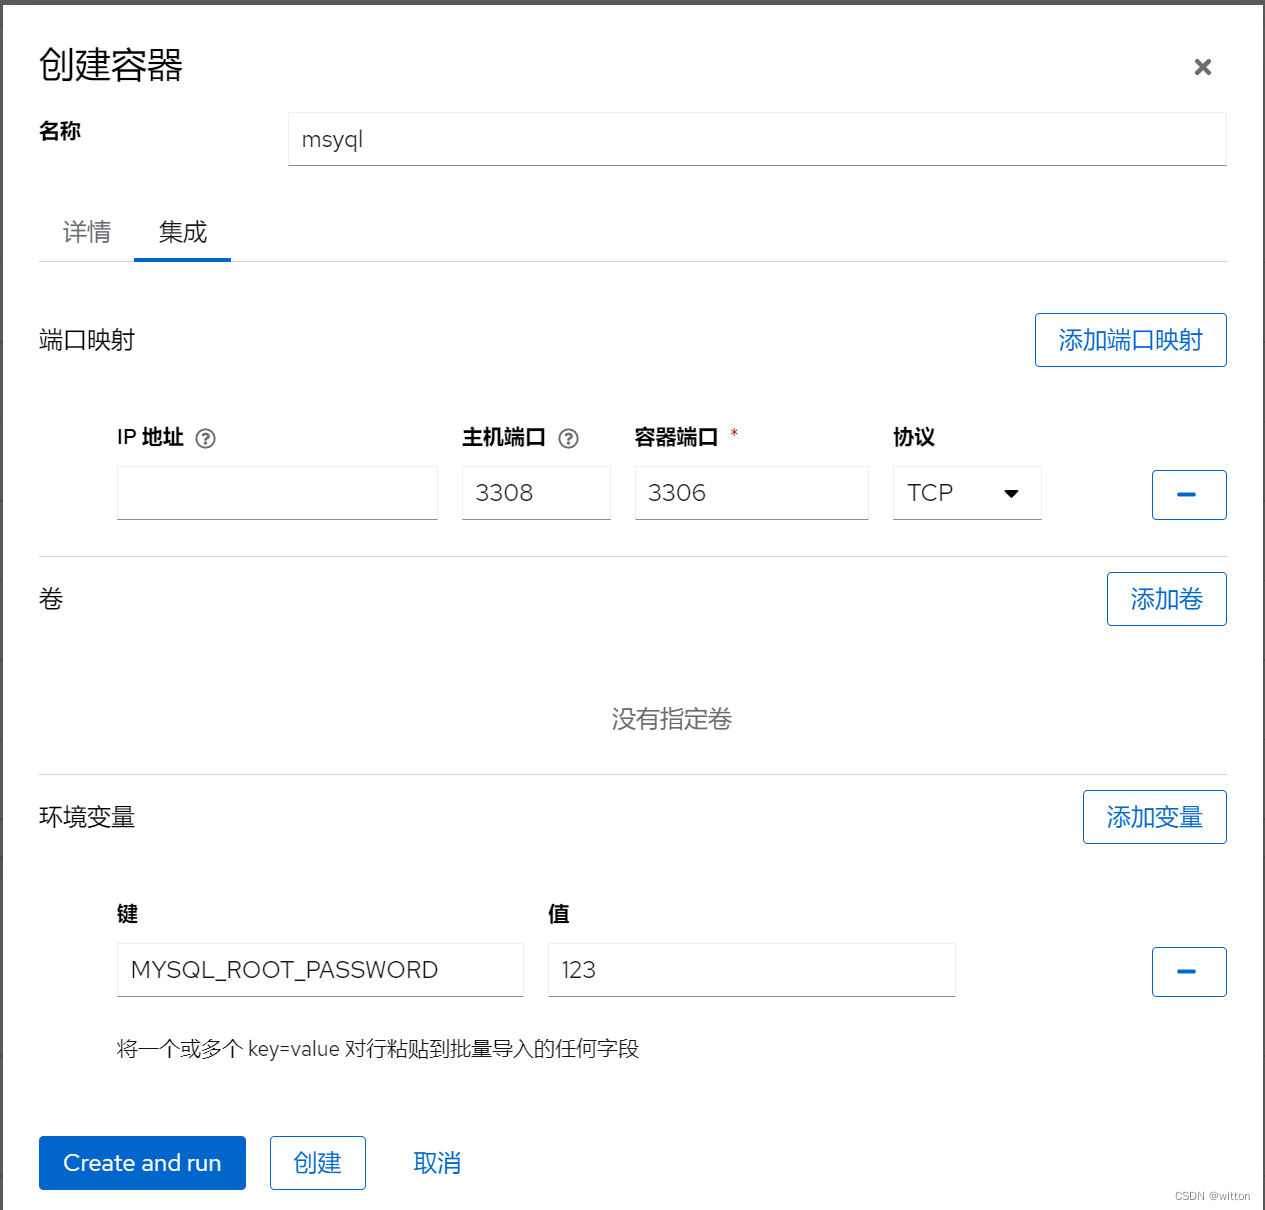 创建容器
名称
msyql
详情 集成
端口映射 添加端口映射
IP 地址 主机端口 容器端口 * 协议
3308 3306 TCP
卷 添加卷
没有指定卷
环境变量 添加变量
键 值
MYSQL_ROOT_PASSWORD 123
将一个或多个 key=value 对行粘贴到批量导入的任何字段
Create and run 创建 取消
CSDN @witton